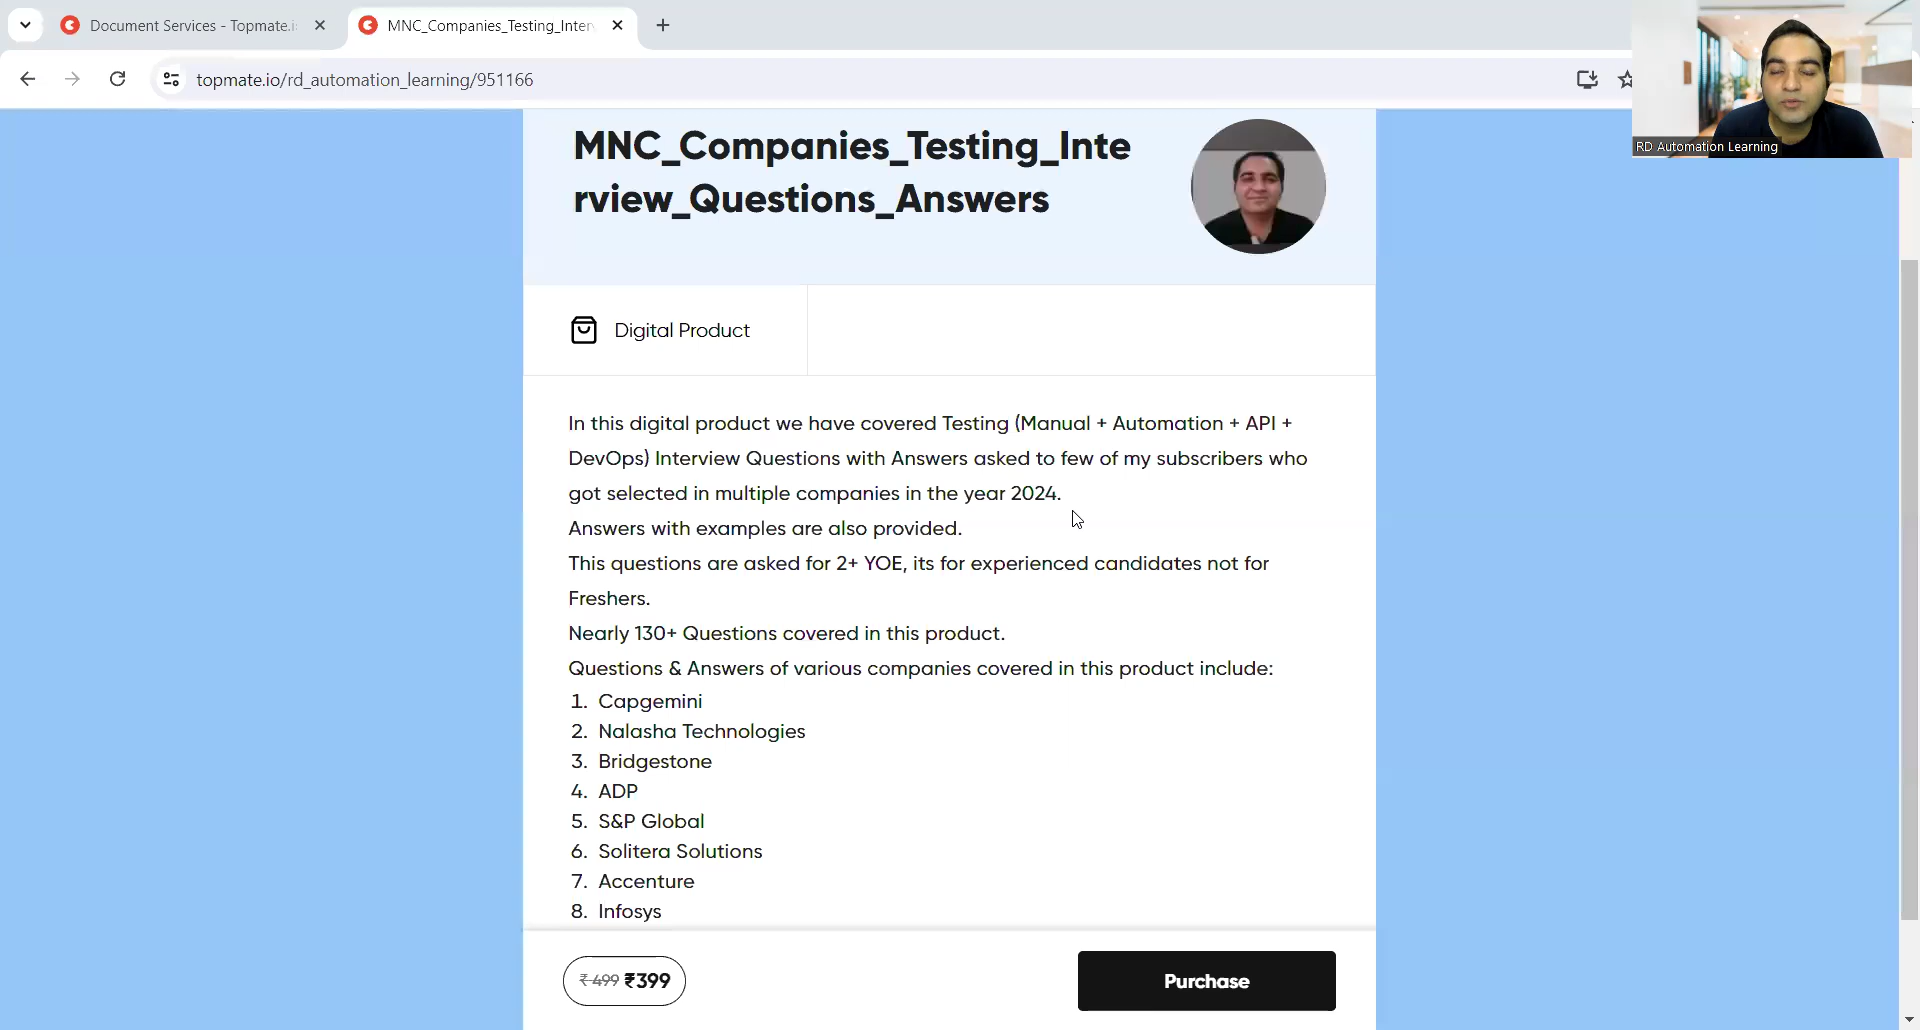 Document Services - Topmate.i
MNC_Companies_Testing_Inter
topmate.io/rd_automation_learning/951166
RD Automation Learning
MNC_Companies_Testing_Inte
rview_Questions_Answers
Digital Product
In this digital product we have covered Testing (Manual + Automation + API +
DevOps) Interview Questions with Answers asked to few of my subscribers who
got selected in multiple companies in the year 2024.
Answers with examples are also provided.
This questions are asked for 2+ YOE, its for experienced candidates not for
Freshers.
Nearly 130+ Questions covered in this product.
Questions & Answers of various companies covered in this product include:
1. Capgemini
2. Nalasha Technologies
3. Bridgestone
4. ADP
5. S&P Global
6. Solitera Solutions
7. Accenture
8. Infosys
₹499 ₹399
Purchase